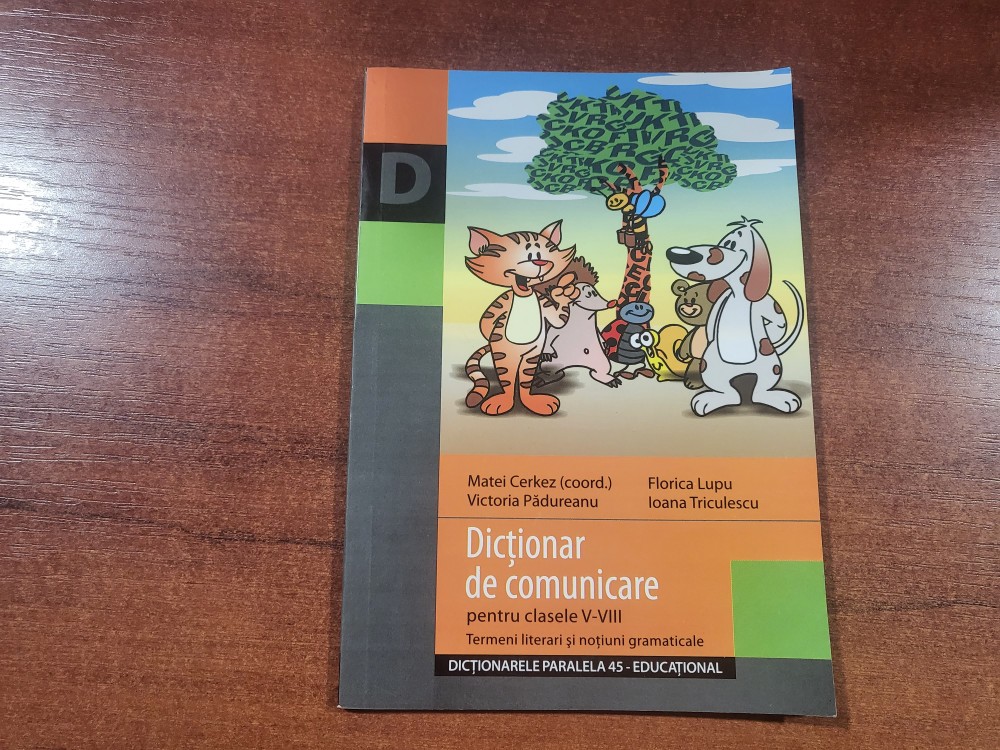 D
UKTI
Matei Cerkez (coord.)
Victoria Pădureanu
Florica Lupu
Ioana Triculescu
Dicționar
de comunicare
pentru clasele V-VIII
Termeni literari și noțiuni gramaticale
DICȚIONARELE PARALELA 45 - EDUCAȚIONAL